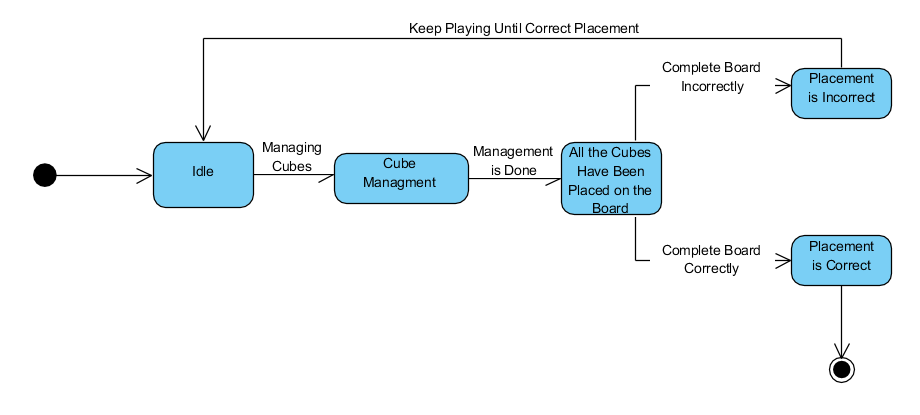 Keep Playing Until Correct Placement
Complete Board
Incorrectly
Placement
is Incorrect
Idle
Managing
Cubes
Cube
Managment
Management
is Done
All the Cubes
Have Been
Placed on the
Board
Complete Board
Correctly
Placement
is Correct